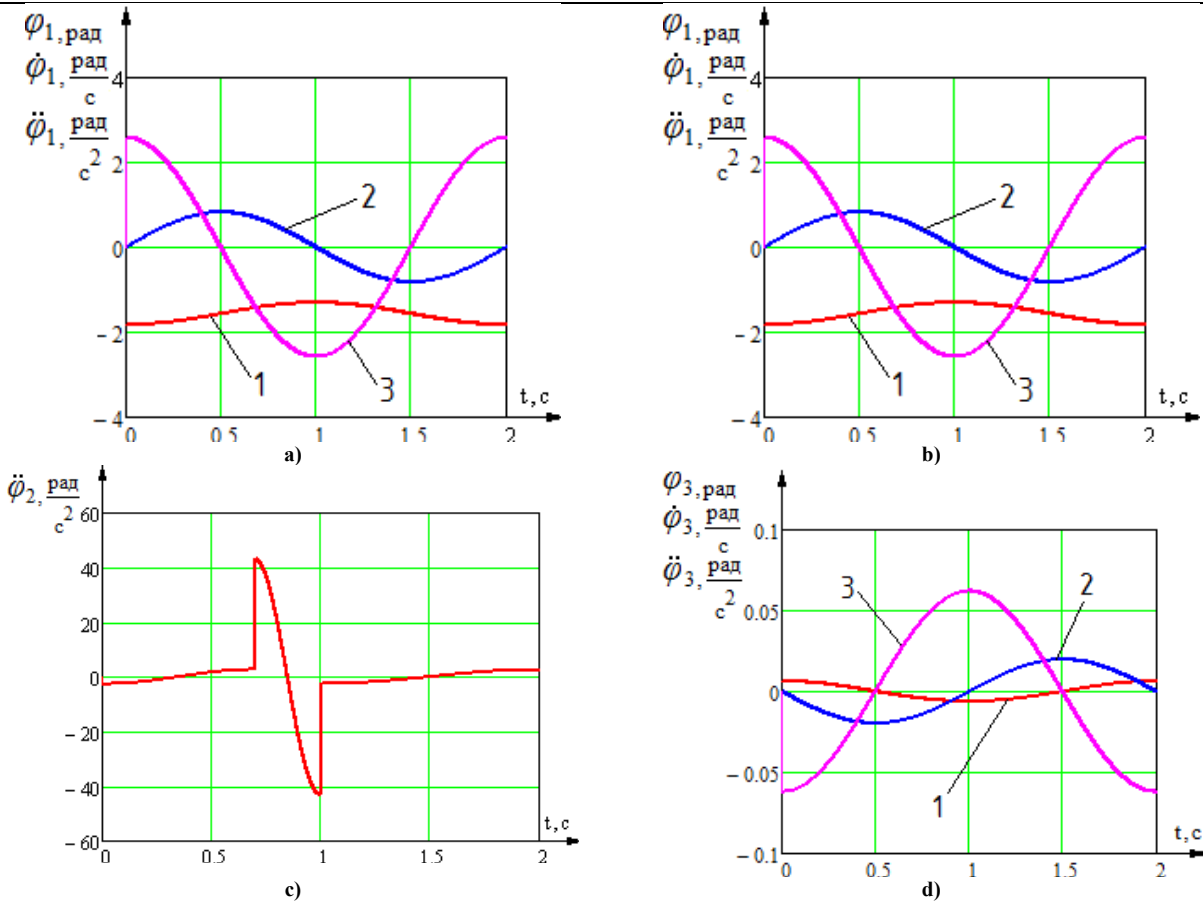 φ₁, рад
φ̇₁, рад/с
φ̈₁, рад/с²
4
2
0
−2
−4
1
2
3
t, с
0 0.5 1 1.5 2
a)
φ₁, рад
φ̇₁, рад/с
φ̈₁, рад/с²
4
2
0
−2
−4
1
2
3
t, с
0 0.5 1 1.5 2
b)
φ̈₂, рад/с²
60
40
20
0
−20
−40
−60
t, с
0 0.5 1 1.5 2
c)
φ₃, рад
φ̇₃, рад/с
φ̈₃, рад/с²
0.1
0.05
0
−0.05
−0.1
3
2
1
t, с
0 0.5 1 1.5 2
d)